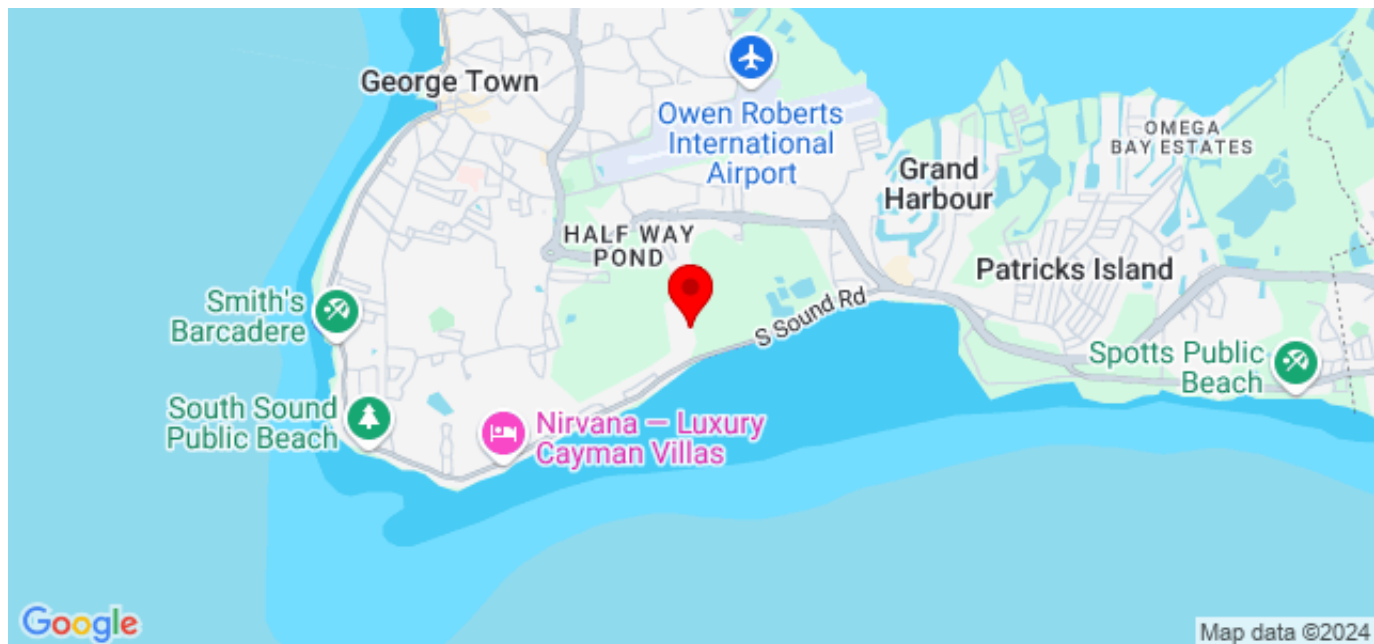 George Town
Owen Roberts
International
Airport
OMEGA
BAY ESTATES
Grand
Harbour
HALF WAY
POND
Patricks Island
Smith's
Barcadere
S Sound Rd
Spotts Public
Beach
South Sound
Public Beach
Nirvana — Luxury
Cayman Villas
Google
Map data ©2024